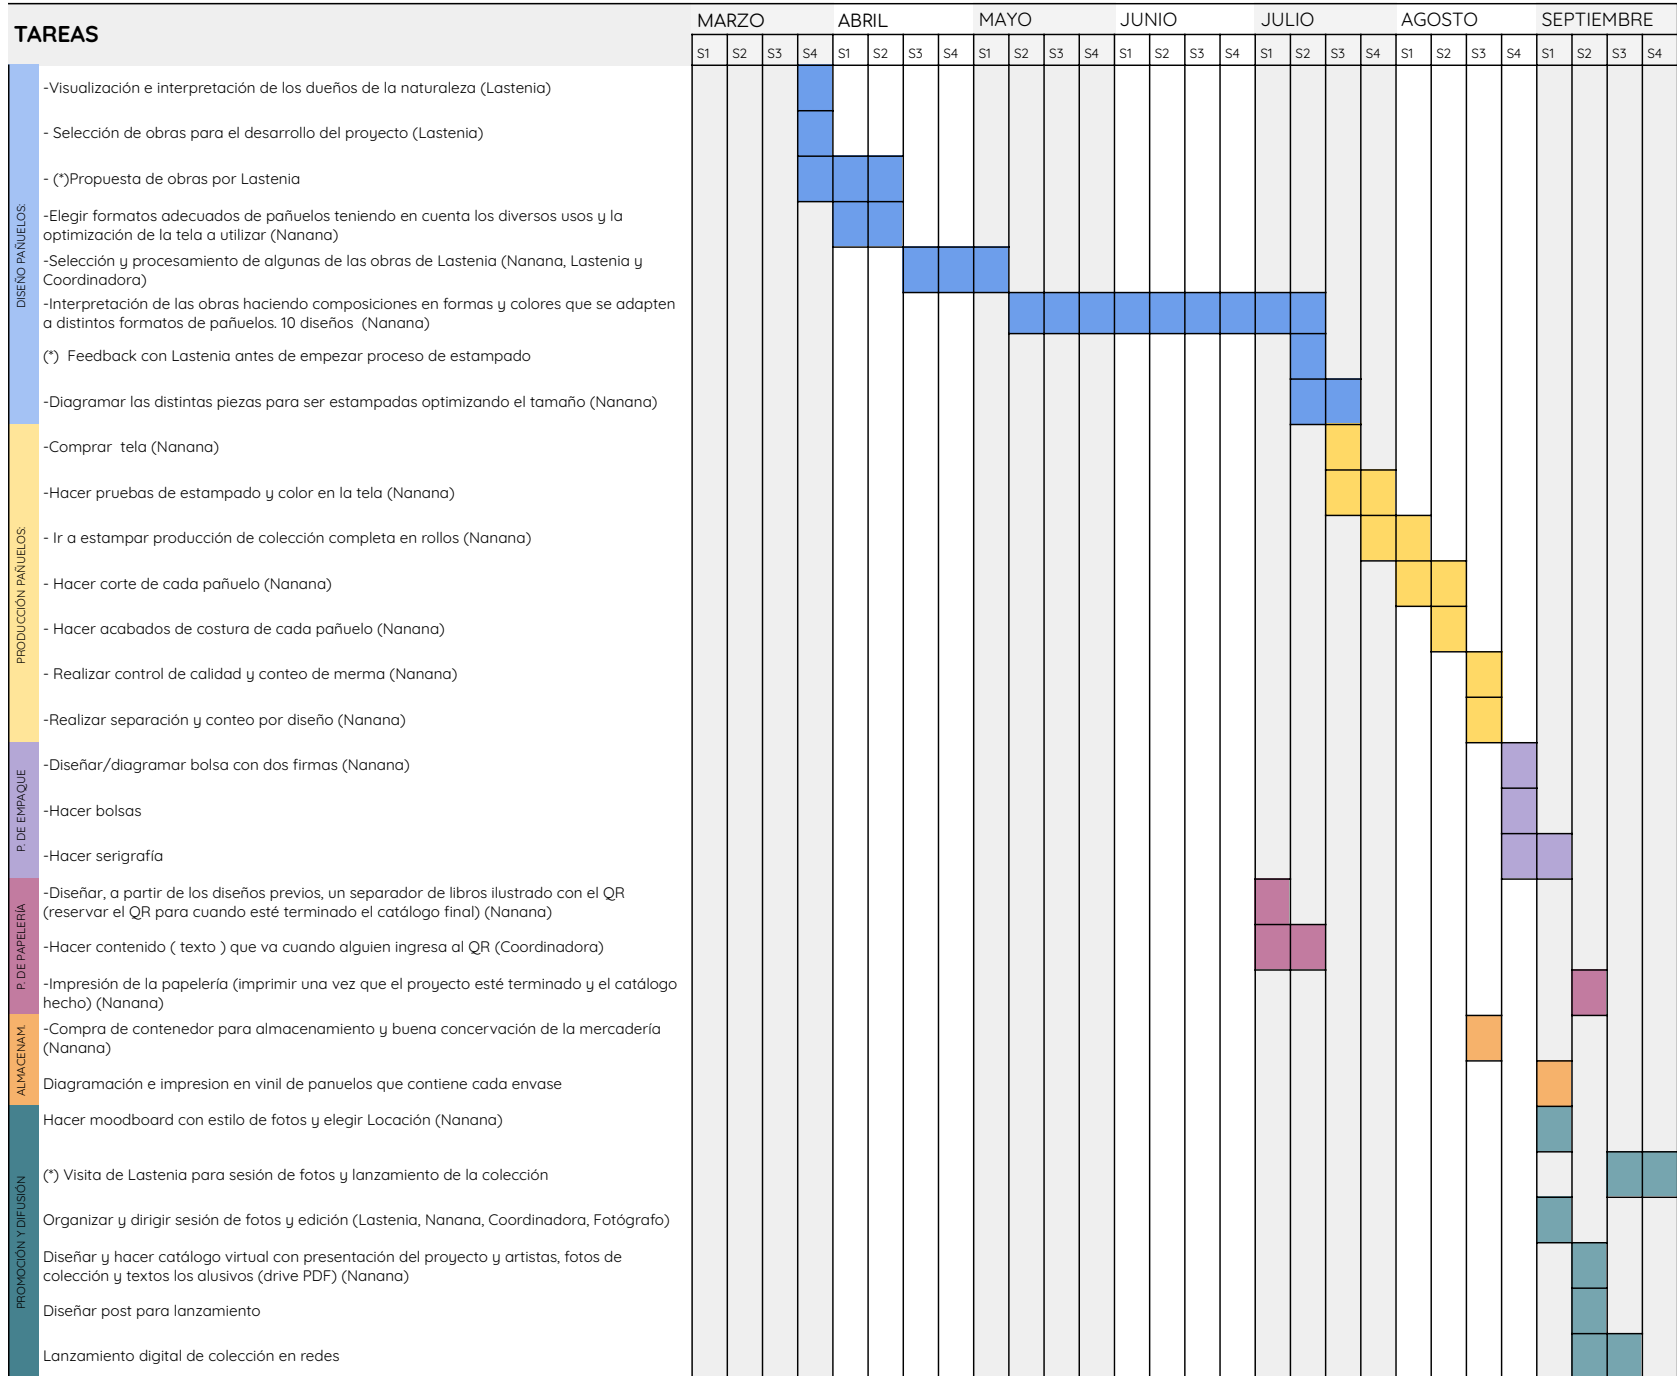 TAREAS
MARZO ABRIL MAYO JUNIO JULIO AGOSTO SEPTIEMBRE
S1 S2 S3 S4 S1 S2 S3 S4 S1 S2 S3 S4 S1 S2 S3 S4 S1 S2 S3 S4 S1 S2 S3 S4 S1 S2 S3 S4
DISEÑO PAÑUELOS:
-Visualización e interpretación de los dueños de la naturaleza (Lastenia)
- Selección de obras para el desarrollo del proyecto (Lastenia)
- (*)Propuesta de obras por Lastenia
-Elegir formatos adecuados de pañuelos teniendo en cuenta los diversos usos y la
optimización de la tela a utilizar (Nanana)
-Selección y procesamiento de algunas de las obras de Lastenia (Nanana, Lastenia y
Coordinadora)
-Interpretación de las obras haciendo composiciones en formas y colores que se adapten
a distintos formatos de pañuelos. 10 diseños (Nanana)
(*) Feedback con Lastenia antes de empezar proceso de estampado
-Diagramar las distintas piezas para ser estampadas optimizando el tamaño (Nanana)
PRODUCCIÓN PAÑUELOS:
-Comprar tela (Nanana)
-Hacer pruebas de estampado y color en la tela (Nanana)
- Ir a estampar producción de colección completa en rollos (Nanana)
- Hacer corte de cada pañuelo (Nanana)
- Hacer acabados de costura de cada pañuelo (Nanana)
- Realizar control de calidad y conteo de merma (Nanana)
-Realizar separación y conteo por diseño (Nanana)
P. DE EMPAQUE
-Diseñar/diagramar bolsa con dos firmas (Nanana)
-Hacer bolsas
-Hacer serigrafía
P. DE PAPELERÍA
-Diseñar, a partir de los diseños previos, un separador de libros ilustrado con el QR
(reservar el QR para cuando esté terminado el catálogo final) (Nanana)
-Hacer contenido ( texto ) que va cuando alguien ingresa al QR (Coordinadora)
-Impresión de la papelería (imprimir una vez que el proyecto esté terminado y el catálogo
hecho) (Nanana)
ALMACENAM.
-Compra de contenedor para almacenamiento y buena concervación de la mercadería
(Nanana)
Diagramación e impresion en vinil de panuelos que contiene cada envase
PROMOCIÓN Y DIFUSIÓN
Hacer moodboard con estilo de fotos y elegir Locación (Nanana)
(*) Visita de Lastenia para sesión de fotos y lanzamiento de la colección
Organizar y dirigir sesión de fotos y edición (Lastenia, Nanana, Coordinadora, Fotógrafo)
Diseñar y hacer catálogo virtual con presentación del proyecto y artistas, fotos de
colección y textos los alusivos (drive PDF) (Nanana)
Diseñar post para lanzamiento
Lanzamiento digital de colección en redes